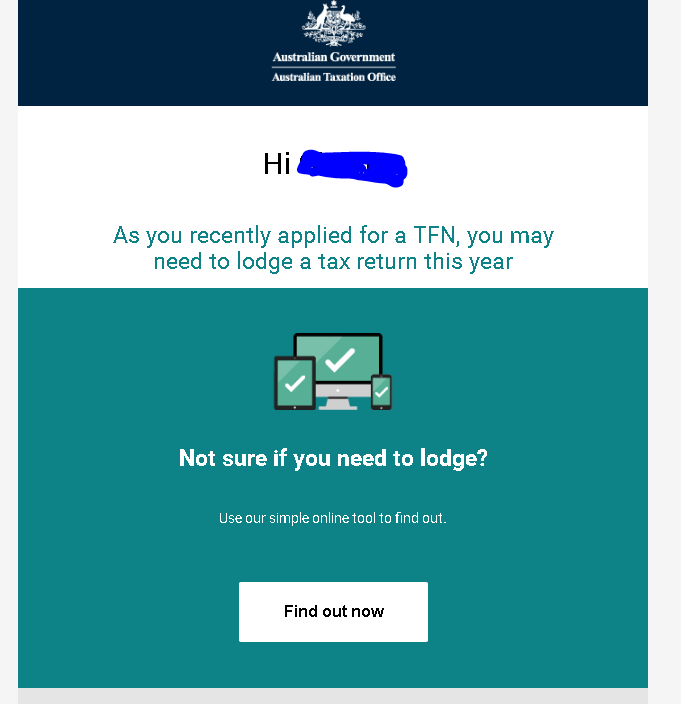 Australian Government
Australian Taxation Office
Hi
As you recently applied for a TFN, you may
need to lodge a tax return this year
Not sure if you need to lodge?
Use our simple online tool to find out.
Find out now